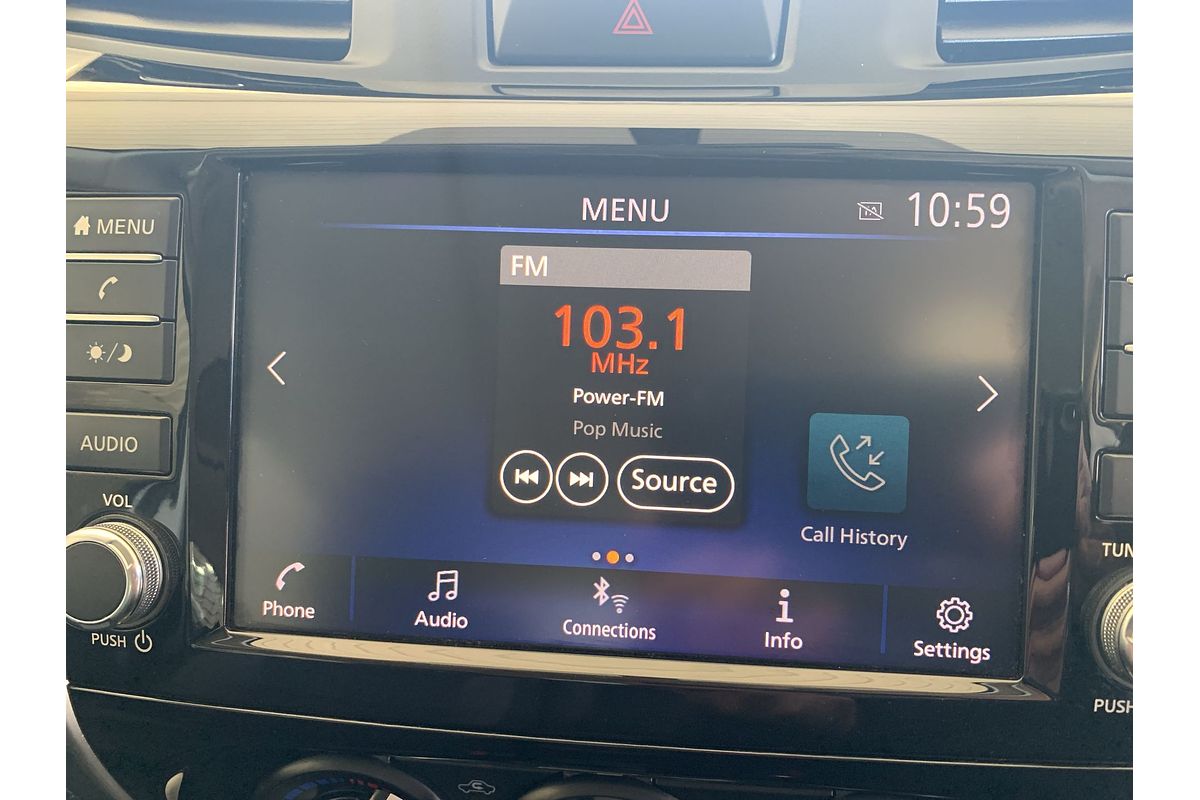 MENU
10:59
MENU
FM
103.1
MHz
Power-FM
Pop Music
Source
AUDIO
VOL
PUSH
Call History
Phone
Audio
Connections
Info
Settings
PUSH